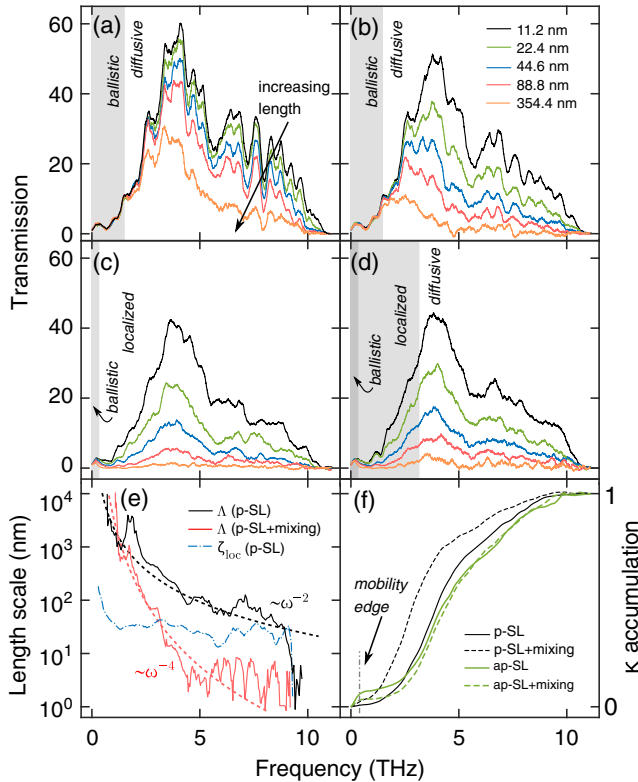 (a)
ballistic
diffusive
increasing
length
60
40
20
0
(b)
ballistic
diffusive
11.2 nm
22.4 nm
44.6 nm
88.8 nm
354.4 nm
Transmission
(c)
ballistic
localized
60
40
20
0
(d)
ballistic
localized
diffusive
(e)
Λ (p-SL)
Λ (p-SL+mixing)
ζloc (p-SL)
~ω⁻²
~ω⁻⁴
Length scale (nm)
10⁴
10³
10²
10¹
10⁰
0 5 10
(f)
mobility
edge
p-SL
p-SL+mixing
ap-SL
ap-SL+mixing
1
0
κ accumulation
0 5 10
Frequency (THz)